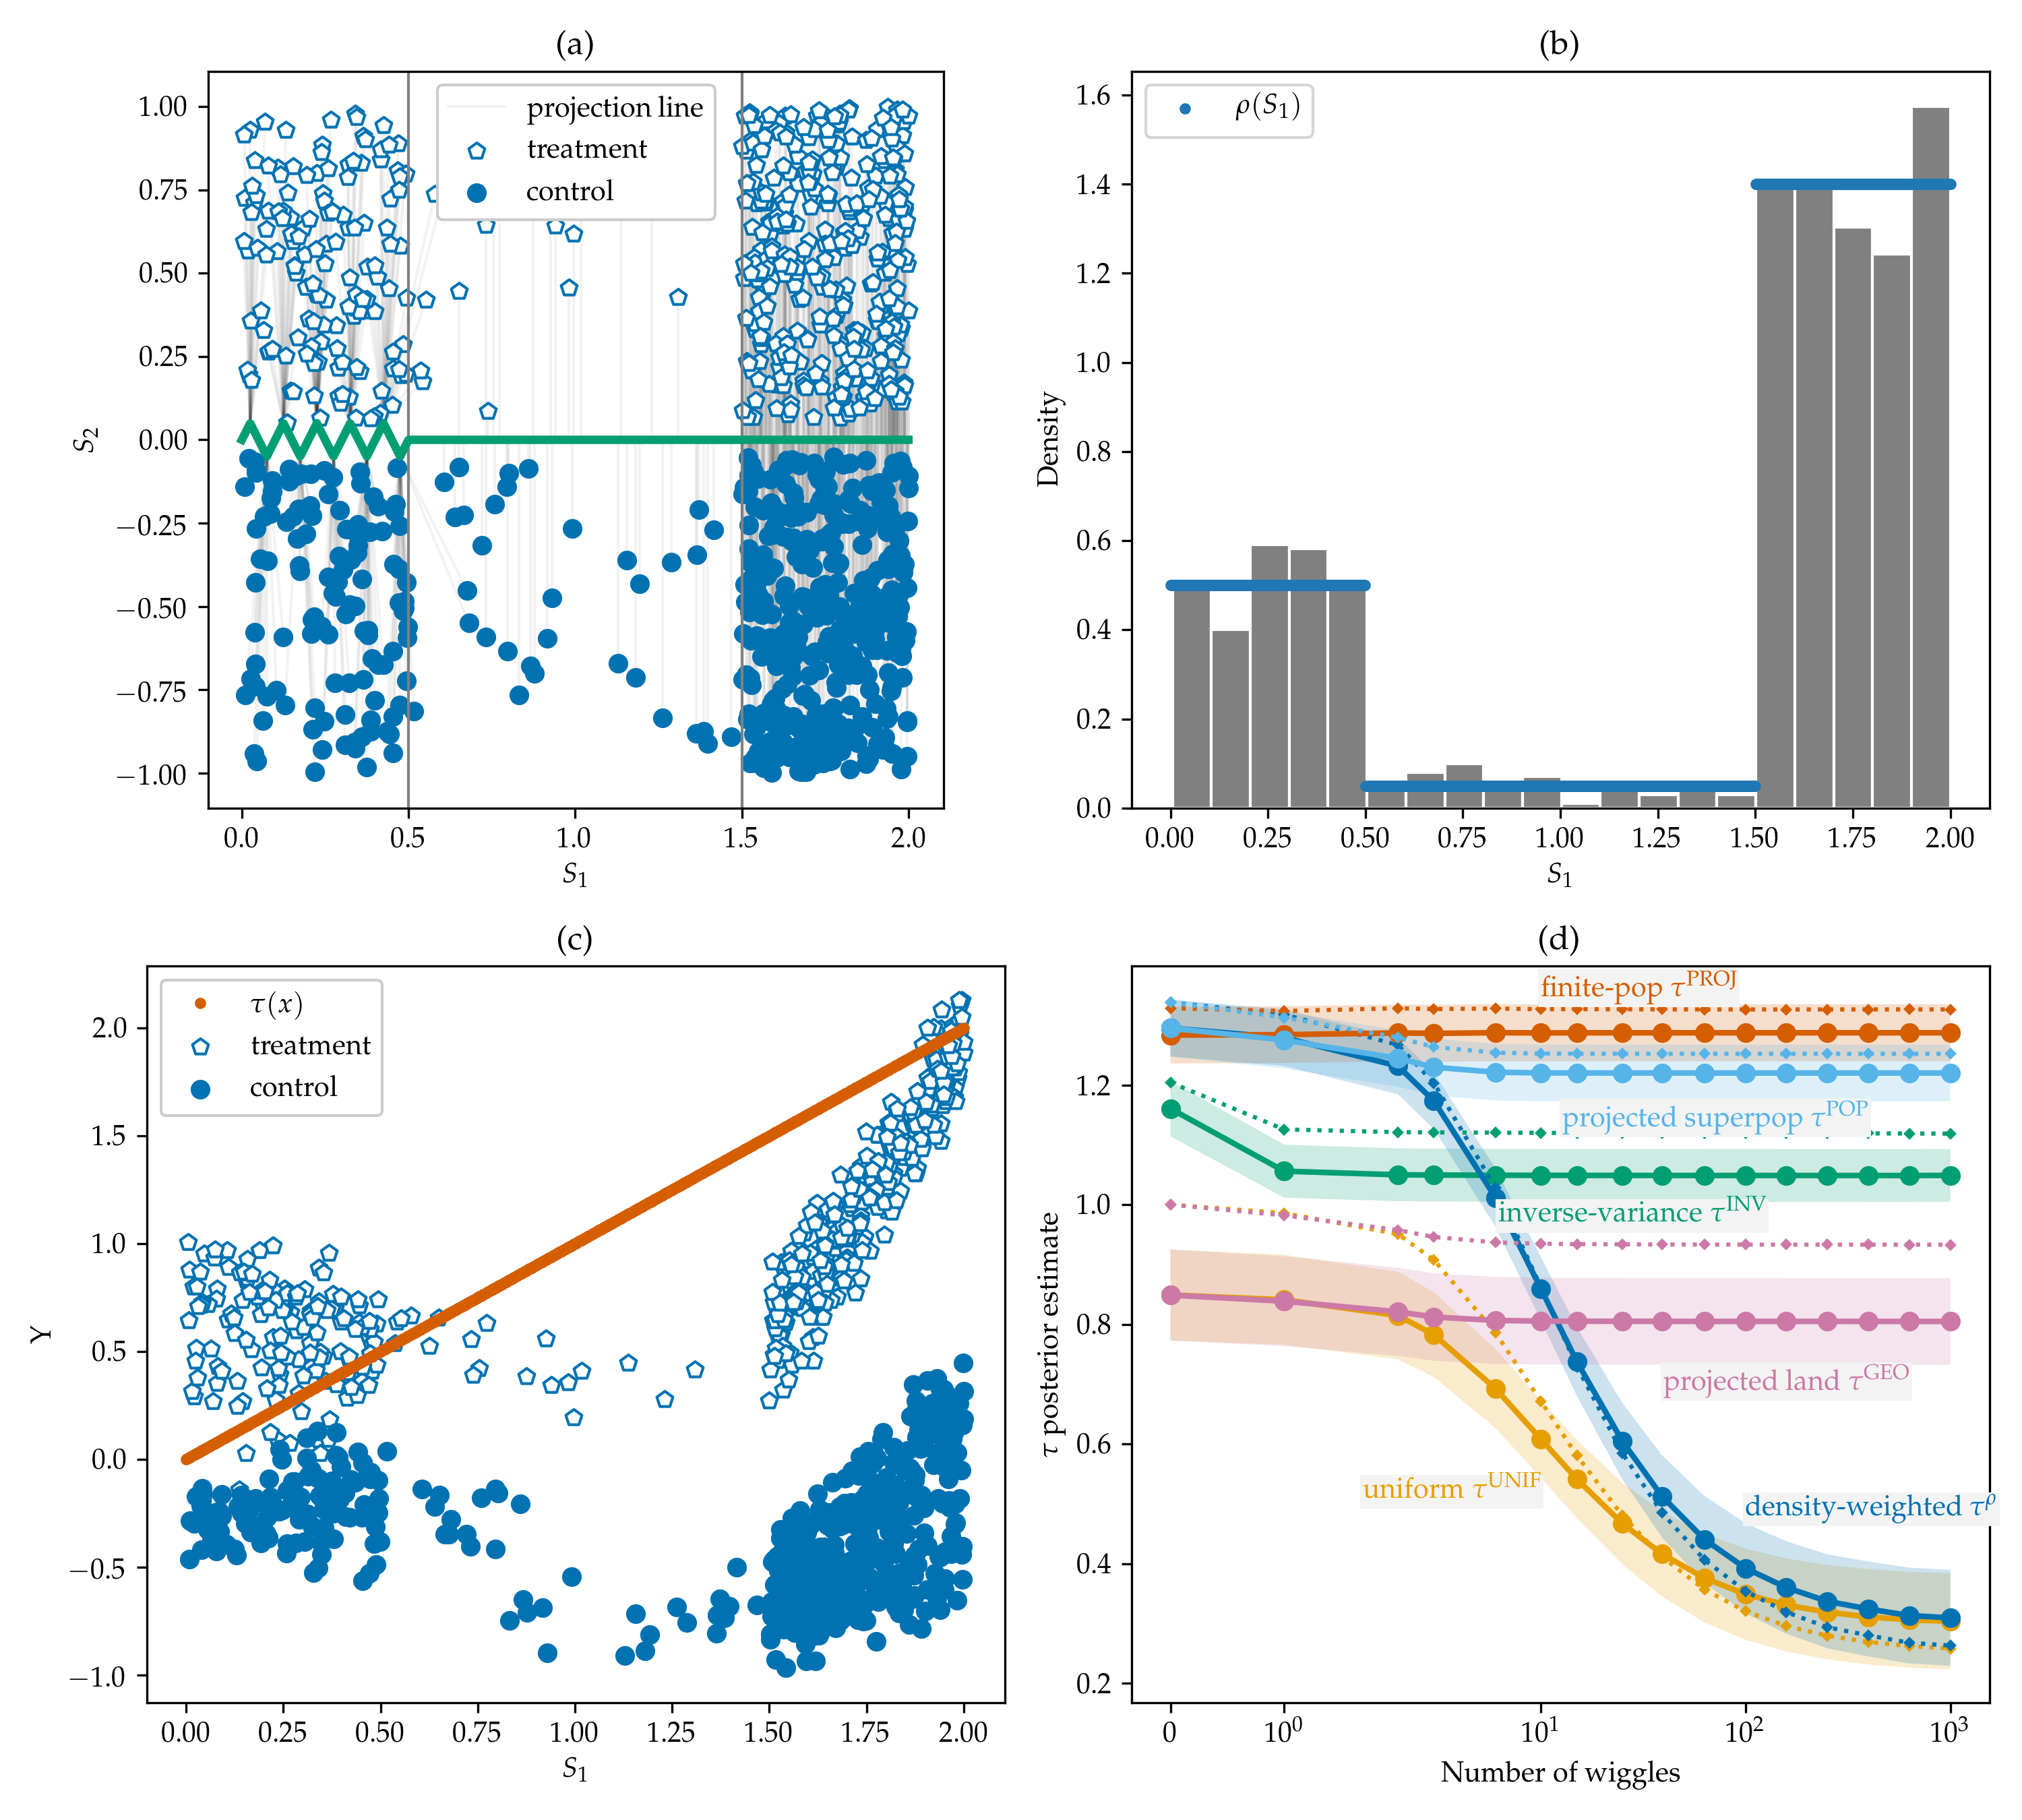 (a)
1.00
0.75
0.50
0.25
0.00
−0.25
−0.50
−0.75
−1.00
S₂
projection line
treatment
control
0.0 0.5 1.0 1.5 2.0
S₁
(b)
1.6
1.4
1.2
1.0
0.8
0.6
0.4
0.2
0.0
Density
ρ(S₁)
0.00 0.25 0.50 0.75 1.00 1.25 1.50 1.75 2.00
S₁
(c)
2.0
1.5
1.0
0.5
0.0
−0.5
−1.0
Y
τ(x)
treatment
control
0.00 0.25 0.50 0.75 1.00 1.25 1.50 1.75 2.00
S₁
(d)
1.2
1.0
0.8
0.6
0.4
0.2
τ posterior estimate
finite-pop τ^PROJ
projected superpop τ^POP
inverse-variance τ^INV
projected land τ^GEO
uniform τ^UNIF
density-weighted τ^ρ
0 10⁰ 10¹ 10² 10³
Number of wiggles